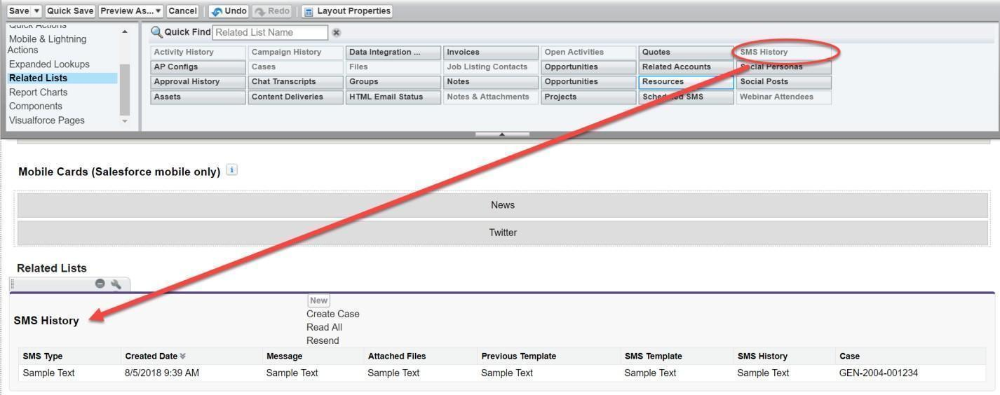 Save Quick Save Preview As... Cancel Undo Redo Layout Properties
Quick Actions
Mobile & Lightning
Actions
Expanded Lookups
Related Lists
Report Charts
Components
Visualforce Pages
Quick Find Related List Name
Activity History Campaign History Data Integration ... Invoices Open Activities Quotes SMS History
AP Configs Cases Files Job Listing Contacts Opportunities Related Accounts Social Personas
Approval History Chat Transcripts Groups Notes Opportunities Resources Social Posts
Assets Content Deliveries HTML Email Status Notes & Attachments Projects Scheduled SMS Webinar Attendees
Mobile Cards (Salesforce mobile only) i
News
Twitter
Related Lists
SMS History
New
Create Case
Read All
Resend
SMS Type Created Date Message Attached Files Previous Template SMS Template SMS History Case
Sample Text 8/5/2018 9:39 AM Sample Text Sample Text Sample Text Sample Text Sample Text GEN-2004-001234